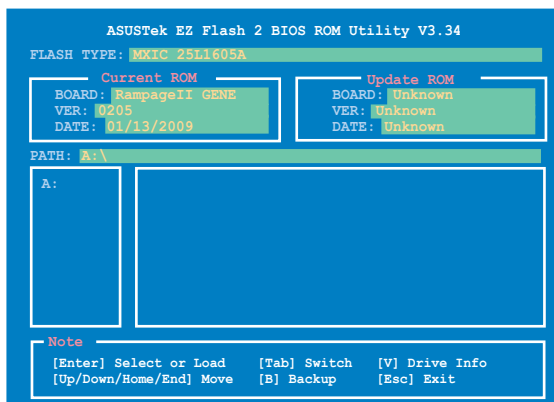 ASUSTek EZ Flash 2 BIOS ROM Utility V3.34
FLASH TYPE: MXIC 25L1605A
Current ROM
BOARD: RampageII GENE
VER: 0205
DATE: 01/13/2009
Update ROM
BOARD: Unknown
VER: Unknown
DATE: Unknown
PATH: A:\
A:
Note
[Enter] Select or Load [Tab] Switch [V] Drive Info
[Up/Down/Home/End] Move [B] Backup [Esc] Exit